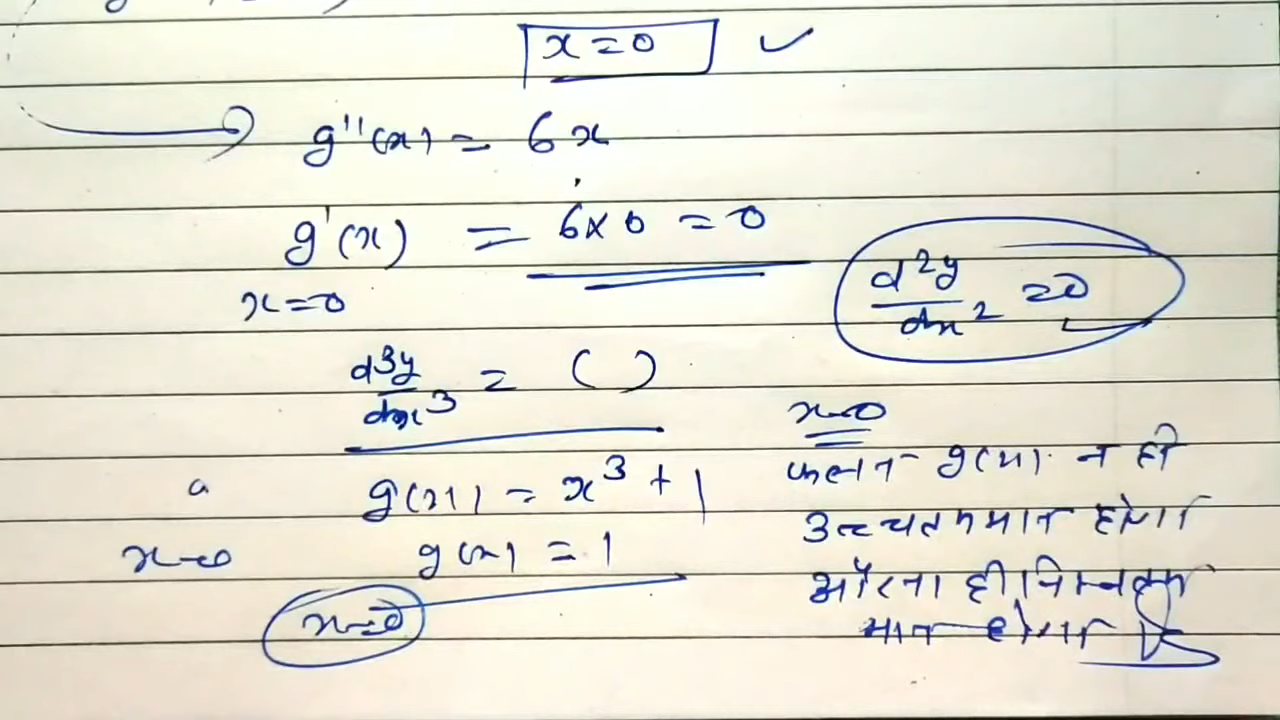 x = 0 ✓
g''(x) = 6x
g'(x) = 6×0 = 0
x = 0
d²y/dx² = 0
d³y/dx³ = ( )
g(x) = x³ + 1
x = 0
g(x) = 1
x = 0
x = 0
फलन g(x) न ही
उच्चतम मान होगा
और ना ही निम्नतम
मान होगा